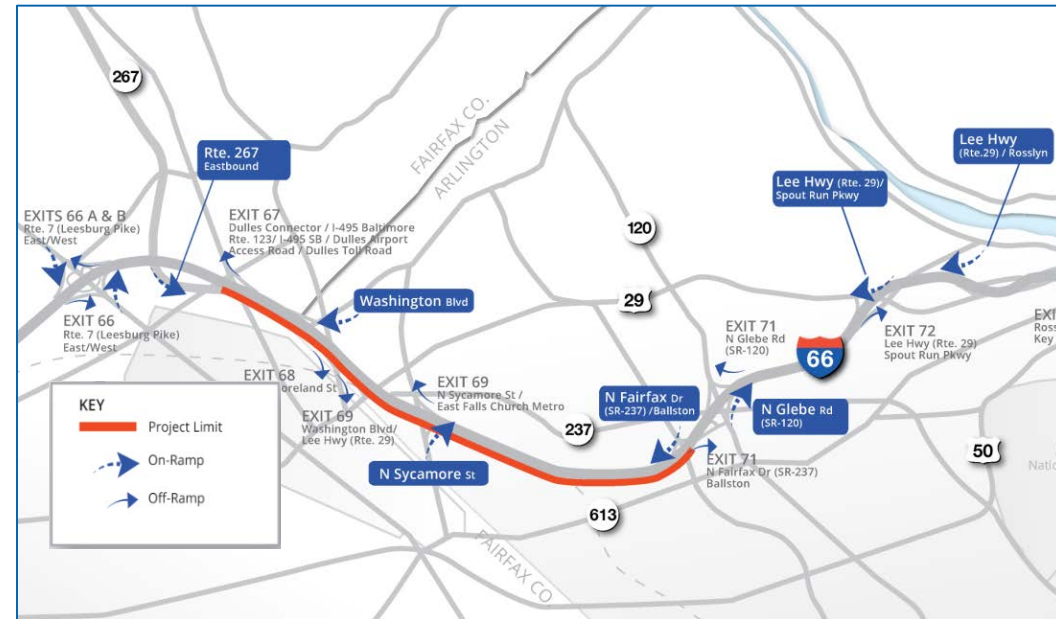 267
Rte. 267
Eastbound
FAIRFAX CO.
ARLINGTON
Lee Hwy
(Rte.29) / Rosslyn
Lee Hwy (Rte. 29)/
Spout Run Pkwy
EXITS 66 A & B
Rte. 7 (Leesburg Pike)
East/West
EXIT 67
Dulles Connector / I-495 Baltimore
Rte. 123/ I-495 SB / Dulles Airport
Access Road / Dulles Toll Road
120
29
Washington Blvd
EXIT 66
Rte. 7 (Leesburg Pike)
East/West
EXIT 71
N Glebe Rd
(SR-120)
66
EXIT 72
Lee Hwy (Rte. 29)
Spout Run Pkwy
Key
EXIT 68
oreland St
EXIT 69
N Sycamore St /
East Falls Church Metro
EXIT 69
Washington Blvd/
Lee Hwy (Rte. 29)
N Fairfax Dr
(SR-237) /Ballston
N Glebe Rd
(SR-120)
237
N Sycamore St
EXIT 71
N Fairfax Dr (SR-237)
Ballston
50
613
FAIRFAX CO.
KEY
Project Limit
On-Ramp
Off-Ramp